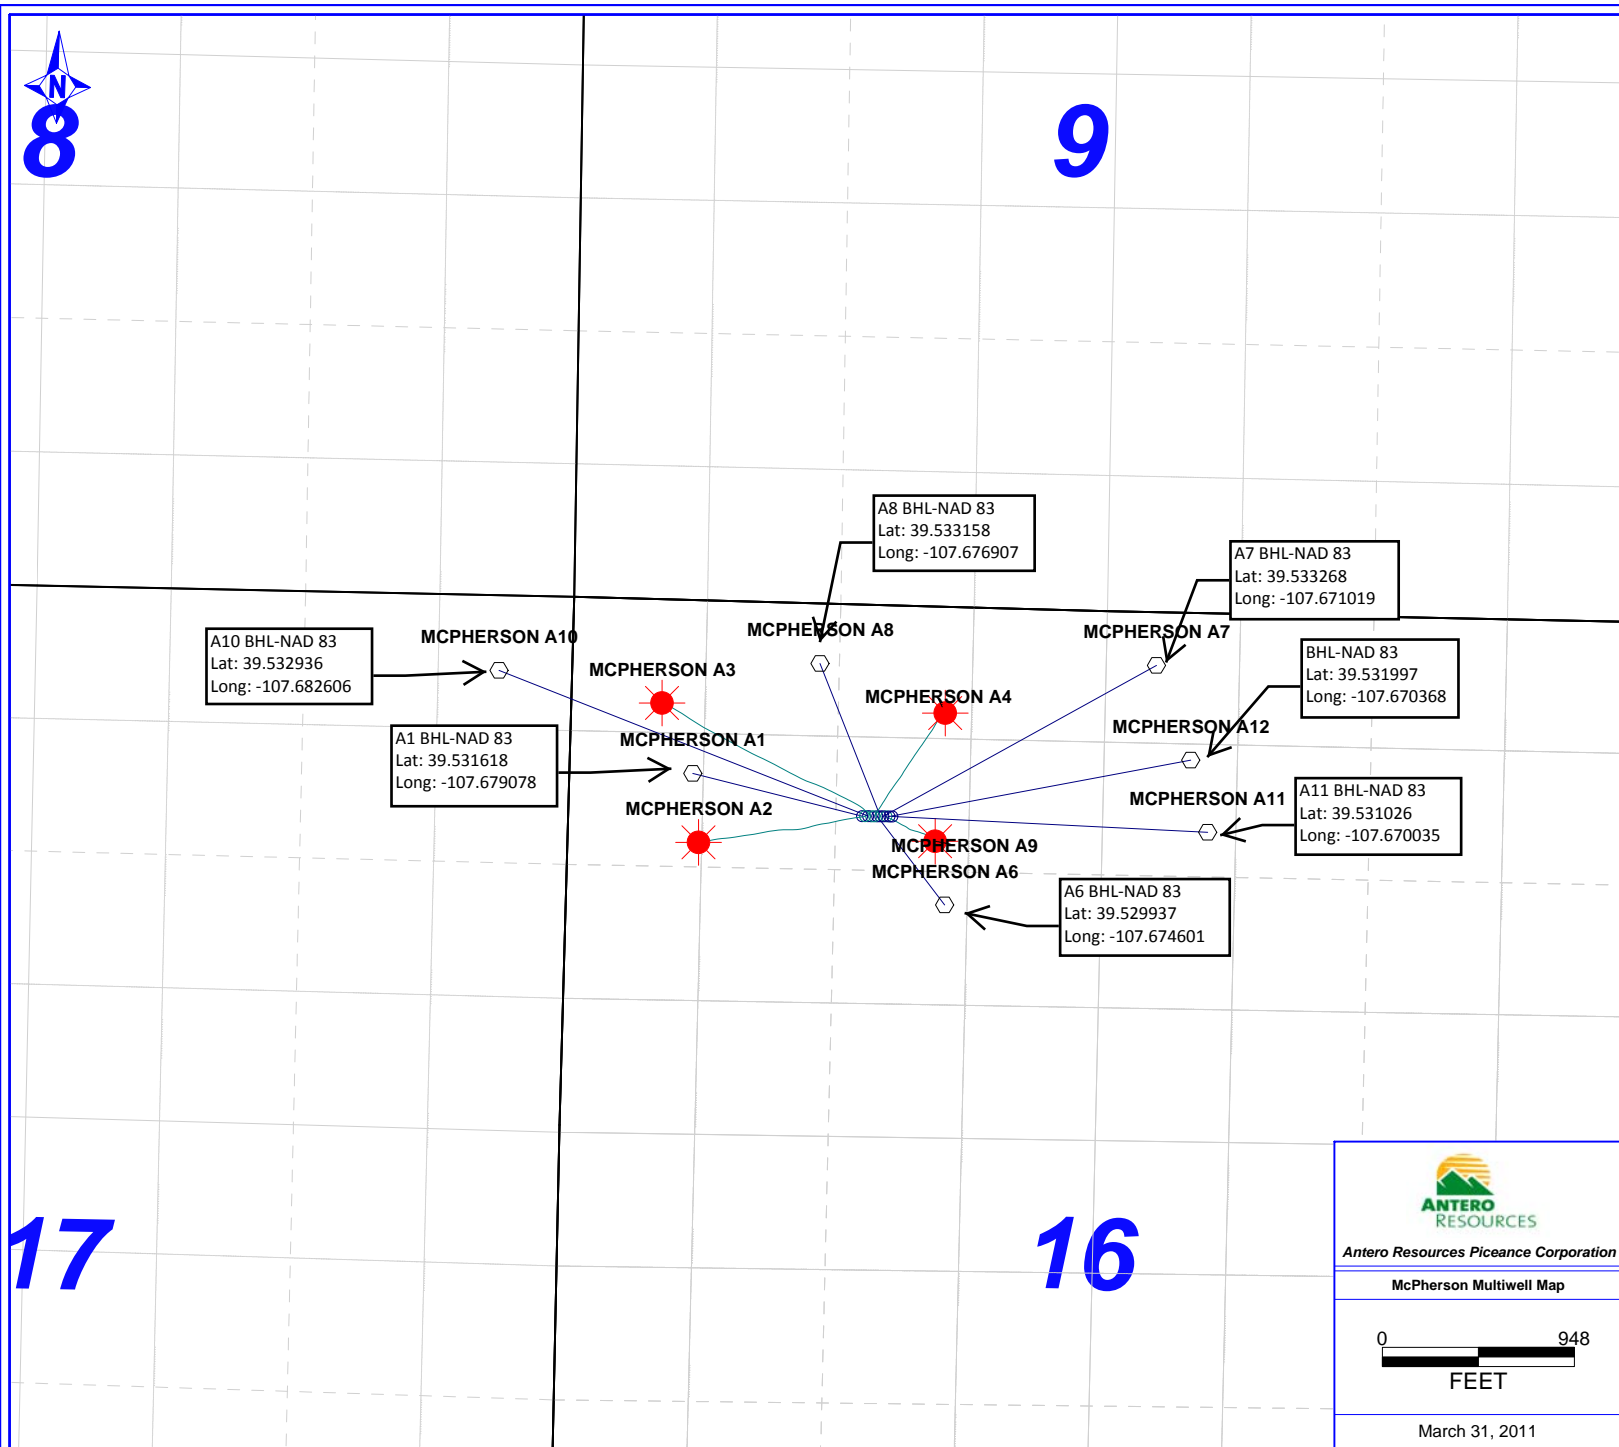 N
8
9
A8 BHL-NAD 83
Lat: 39.533158
Long: -107.676907
A7 BHL-NAD 83
Lat: 39.533268
Long: -107.671019
A10 BHL-NAD 83
Lat: 39.532936
Long: -107.682606
MCPHERSON A10
MCPHERSON A8
MCPHERSON A7
BHL-NAD 83
Lat: 39.531997
Long: -107.670368
MCPHERSON A3
MCPHERSON A4
A1 BHL-NAD 83
Lat: 39.531618
Long: -107.679078
MCPHERSON A1
MCPHERSON A12
MCPHERSON A2
MCPHERSON A11
A11 BHL-NAD 83
Lat: 39.531026
Long: -107.670035
MCPHERSON A9
MCPHERSON A6
A6 BHL-NAD 83
Lat: 39.529937
Long: -107.674601
17
16
ANTERO
RESOURCES
Antero Resources Piceance Corporation
McPherson Multiwell Map
0 948
FEET
March 31, 2011